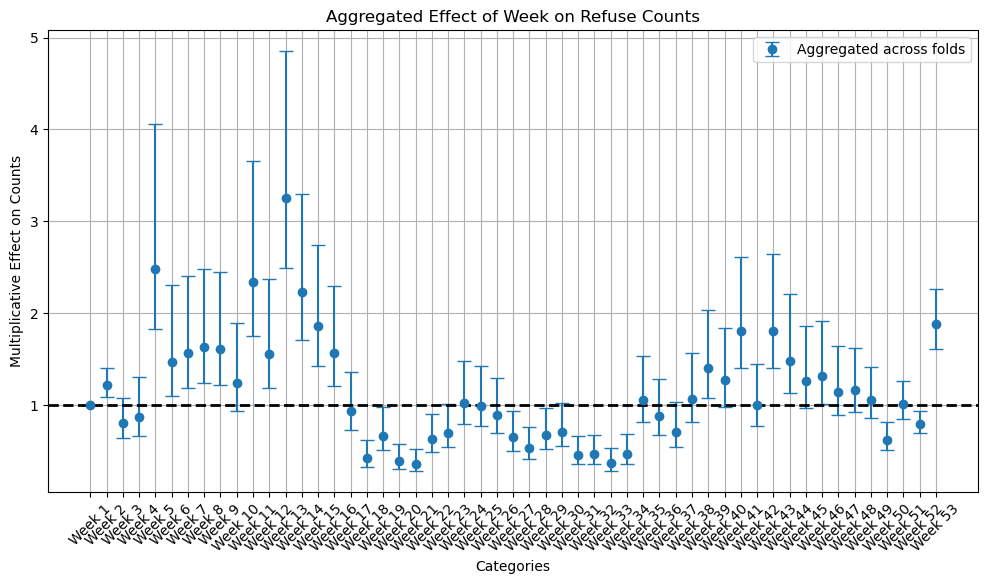 Aggregated Effect of Week on Refuse Counts
Aggregated across folds
Multiplicative Effect on Counts
5
4
3
2
1
Week 1
Week 2
Week 3
Week 4
Week 5
Week 6
Week 7
Week 8
Week 9
Week 10
Week 11
Week 12
Week 13
Week 14
Week 15
Week 16
Week 17
Week 18
Week 19
Week 20
Week 21
Week 22
Week 23
Week 24
Week 25
Week 26
Week 27
Week 28
Week 29
Week 30
Week 31
Week 32
Week 33
Week 34
Week 35
Week 36
Week 37
Week 38
Week 39
Week 40
Week 41
Week 42
Week 43
Week 44
Week 45
Week 46
Week 47
Week 48
Week 49
Week 50
Week 51
Week 52
Week 53
Categories